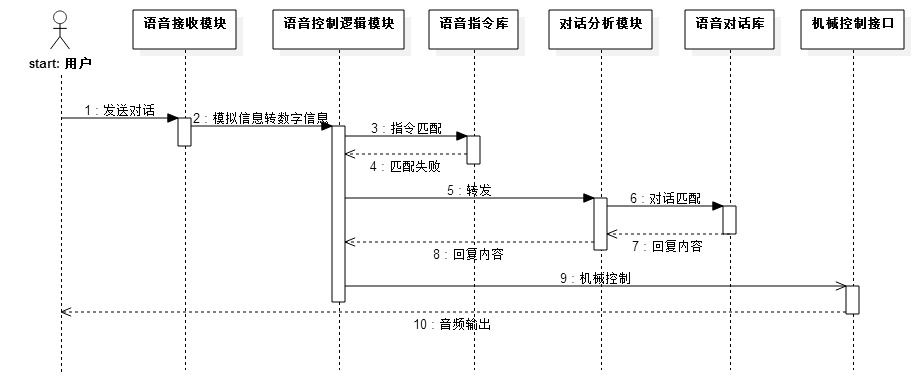 语音接收模块
语音控制逻辑模块
语音指令库
对话分析模块
语音对话库
机械控制接口
start: 用户
1 : 发送对话
2 : 模拟信息转数字信息
3 : 指令匹配
4 : 匹配失败
5 : 转发
6 : 对话匹配
7 : 回复内容
8 : 回复内容
9 : 机械控制
10 : 音频输出